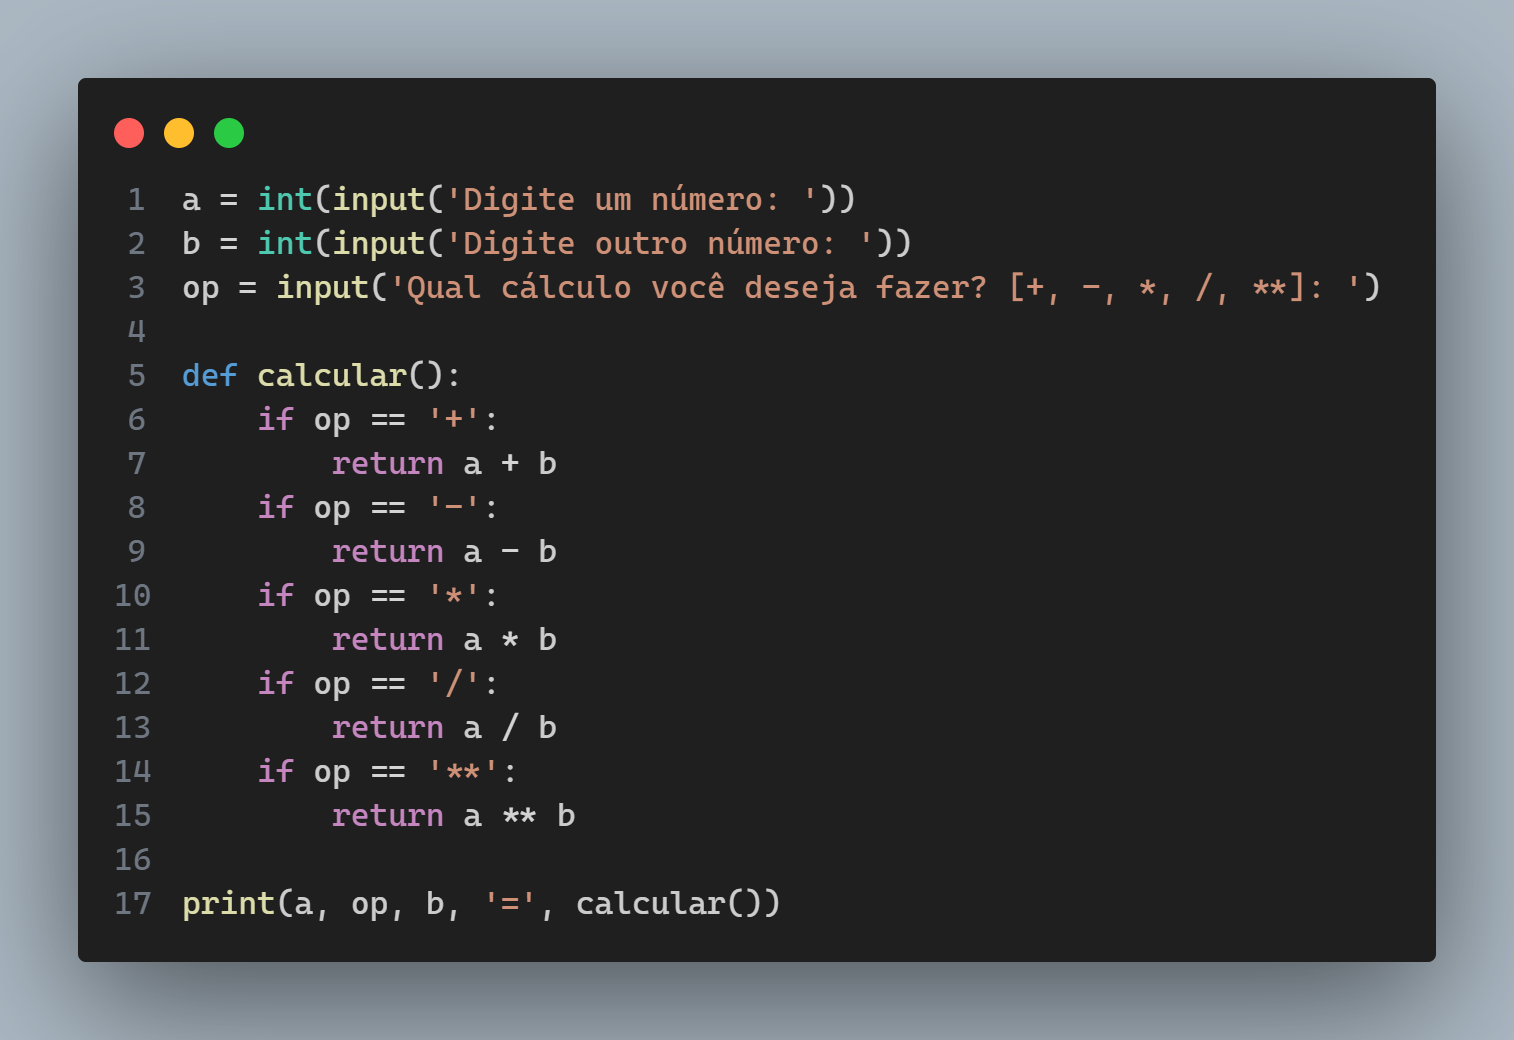 1 a = int(input('Digite um número: '))
2 b = int(input('Digite outro número: '))
3 op = input('Qual cálculo você deseja fazer? [+, -, *, /, **]: ')
4
5 def calcular():
6     if op == '+':
7         return a + b
8     if op == '-':
9         return a - b
10     if op == '*':
11         return a * b
12     if op == '/':
13         return a / b
14     if op == '**':
15         return a ** b
16
17 print(a, op, b, '=', calcular())